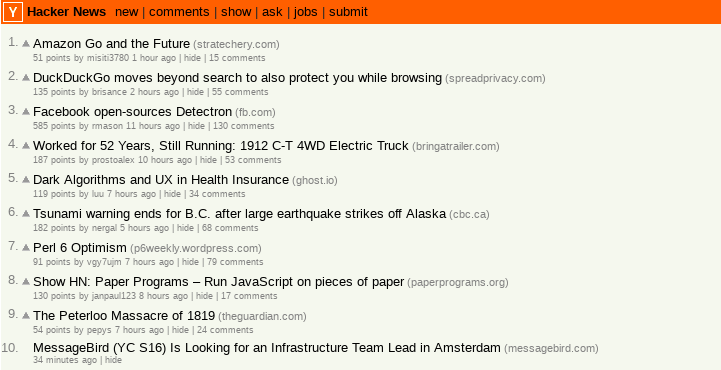 Y Hacker News new | comments | show | ask | jobs | submit
1. Amazon Go and the Future (stratechery.com)
51 points by misiti3780 1 hour ago | hide | 15 comments
2. DuckDuckGo moves beyond search to also protect you while browsing (spreadprivacy.com)
135 points by brisance 2 hours ago | hide | 55 comments
3. Facebook open-sources Detectron (fb.com)
585 points by rmason 11 hours ago | hide | 130 comments
4. Worked for 52 Years, Still Running: 1912 C-T 4WD Electric Truck (bringatrailer.com)
187 points by prostoalex 10 hours ago | hide | 53 comments
5. Dark Algorithms and UX in Health Insurance (ghost.io)
119 points by luu 7 hours ago | hide | 34 comments
6. Tsunami warning ends for B.C. after large earthquake strikes off Alaska (cbc.ca)
182 points by nergal 5 hours ago | hide | 68 comments
7. Perl 6 Optimism (p6weekly.wordpress.com)
91 points by vgy7ujm 7 hours ago | hide | 79 comments
8. Show HN: Paper Programs – Run JavaScript on pieces of paper (paperprograms.org)
130 points by janpaul123 8 hours ago | hide | 17 comments
9. The Peterloo Massacre of 1819 (theguardian.com)
54 points by pepys 7 hours ago | hide | 24 comments
10. MessageBird (YC S16) Is Looking for an Infrastructure Team Lead in Amsterdam (messagebird.com)
34 minutes ago | hide